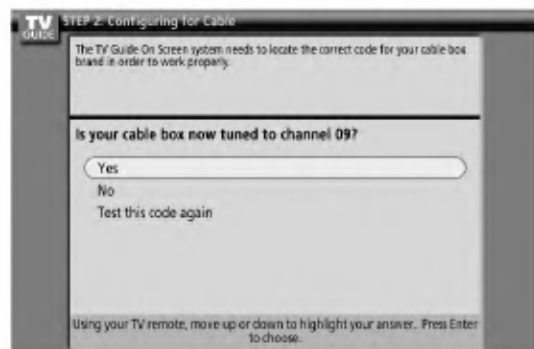 TV
GUIDE
STEP 2: Configuring for Cable
The TV Guide On Screen system needs to locate the correct code for your cable box
brand in order to work properly.
Is your cable box now tuned to channel 09?
Yes
No
Test this code again
Using your TV remote, move up or down to highlight your answer. Press Enter
to choose.